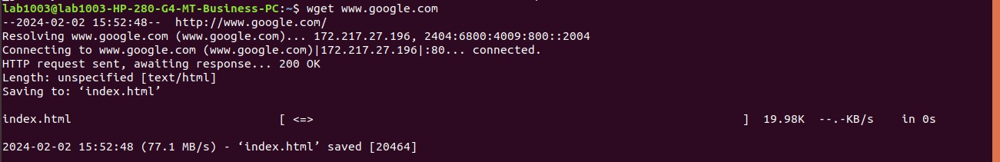 lab1003@lab1003-HP-280-G4-MT-Business-PC:~$ wget www.google.com
--2024-02-02 15:52:48--  http://www.google.com/
Resolving www.google.com (www.google.com)... 172.217.27.196, 2404:6800:4009:800::2004
Connecting to www.google.com (www.google.com)|172.217.27.196|:80... connected.
HTTP request sent, awaiting response... 200 OK
Length: unspecified [text/html]
Saving to: ‘index.html’
index.html                              [ <=>                                                              ]  19.98K  --.-KB/s    in 0s
2024-02-02 15:52:48 (77.1 MB/s) - ‘index.html’ saved [20464]